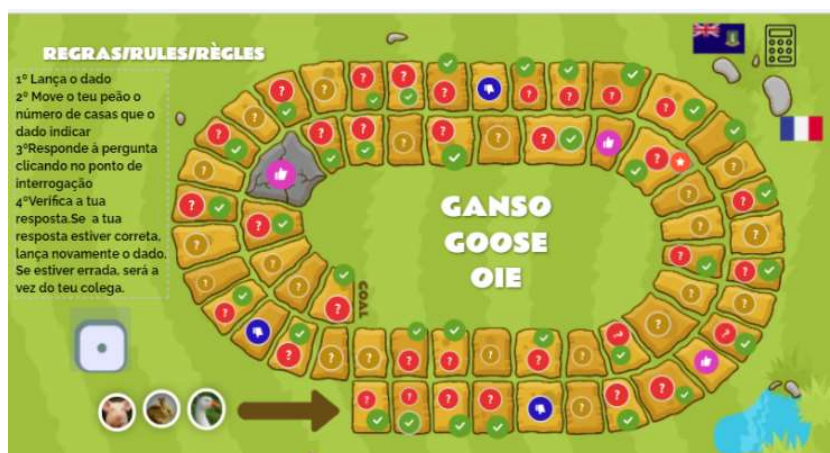 REGRAS/RULES/RÈGLES
1º Lança o dado
2º Move o teu peão o
número de casas que o
dado indicar
3ºResponde à pergunta
clicando no ponto de
interrogação
4ºVerifica a tua
resposta.Se a tua
resposta estiver correta,
lança novamente o dado.
Se estiver errada, será a
vez do teu colega.
GANSO
GOOSE
OIE
GOAL